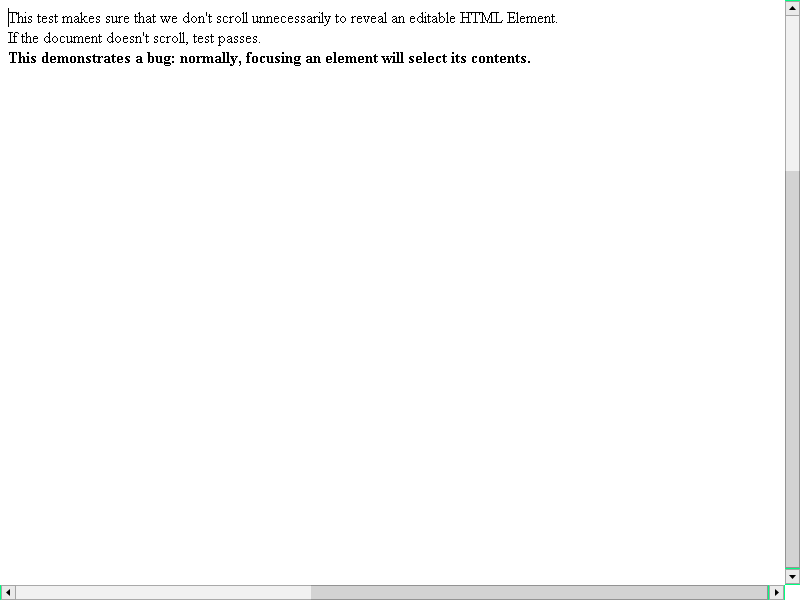 This test makes sure that we don't scroll unnecessarily to reveal an editable HTML Element.
If the document doesn't scroll, test passes.
This demonstrates a bug: normally, focusing an element will select its contents.